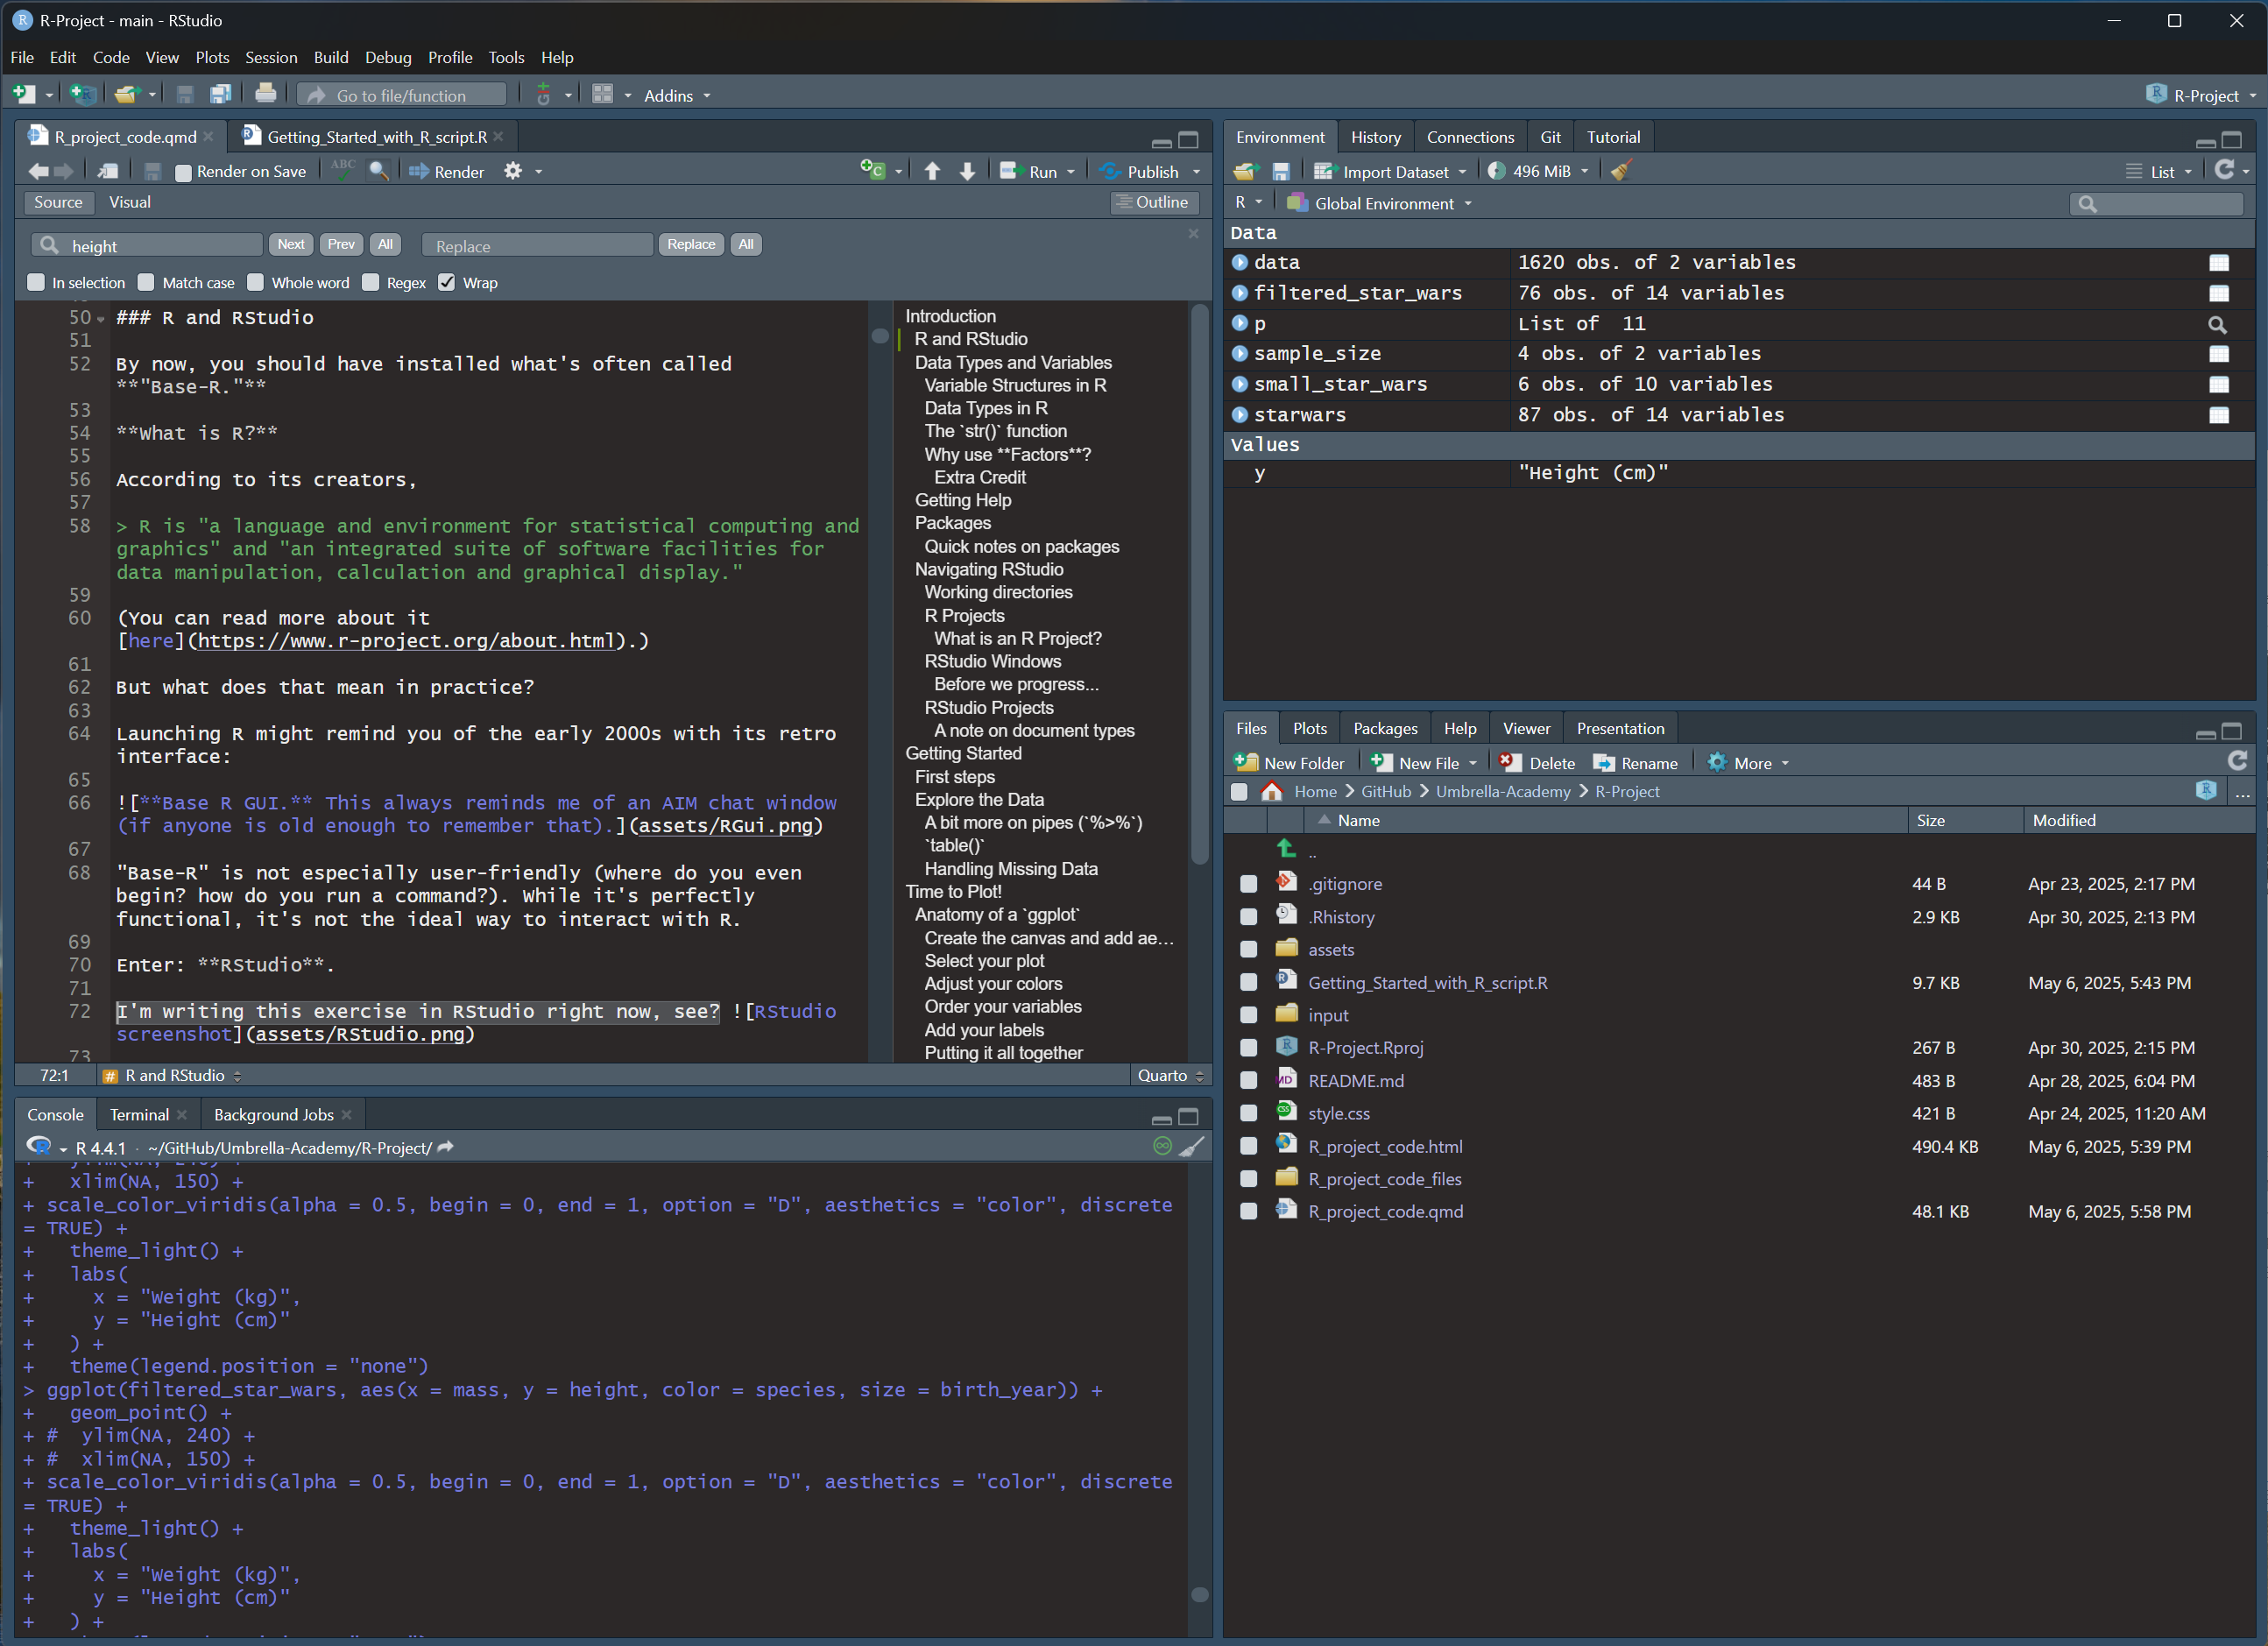 R-Project - main - RStudio
File Edit Code View Plots Session Build Debug Profile Tools Help
Go to file/function Addins R-Project
R_project_code.qmd Getting_Started_with_R_script.R
Render on Save ABC Render Run Publish
Source Visual Outline
height Next Prev All Replace Replace All
In selection Match case Whole word Regex Wrap
50 ### R and RStudio
51
52 By now, you should have installed what's often called
**"Base-R."**
53
54 **What is R?**
55
56 According to its creators,
57
58 > R is "a language and environment for statistical computing and
graphics" and "an integrated suite of software facilities for
data manipulation, calculation and graphical display."
59
60 (You can read more about it
[here](https://www.r-project.org/about.html).)
61
62 But what does that mean in practice?
63
64 Launching R might remind you of the early 2000s with its retro
interface:
65
66 ![**Base R GUI.** This always reminds me of an AIM chat window
(if anyone is old enough to remember that).](assets/RGui.png)
67
68 "Base-R" is not especially user-friendly (where do you even
begin? how do you run a command?). While it's perfectly
functional, it's not the ideal way to interact with R.
69
70 Enter: **RStudio**.
71
72 I'm writing this exercise in RStudio right now, see? ![RStudio
screenshot](assets/RStudio.png)
73
Introduction
R and RStudio
Data Types and Variables
Variable Structures in R
Data Types in R
The `str()` function
Why use **Factors**?
Extra Credit
Getting Help
Packages
Quick notes on packages
Navigating RStudio
Working directories
R Projects
What is an R Project?
RStudio Windows
Before we progress...
RStudio Projects
A note on document types
Getting Started
First steps
Explore the Data
A bit more on pipes (`%>%`)
`table()`
Handling Missing Data
Time to Plot!
Anatomy of a `ggplot`
Create the canvas and add ae...
Select your plot
Adjust your colors
Order your variables
Add your labels
Putting it all together
72:1 # R and RStudio Quarto
Console Terminal Background Jobs
R 4.4.1 · ~/GitHub/Umbrella-Academy/R-Project/
+   ylim(NA, 240) +
+   xlim(NA, 150) +
+ scale_color_viridis(alpha = 0.5, begin = 0, end = 1, option = "D", aesthetics = "color", discrete
= TRUE) +
+   theme_light() +
+   labs(
+     x = "Weight (kg)",
+     y = "Height (cm)"
+   ) +
+   theme(legend.position = "none")
> ggplot(filtered_star_wars, aes(x = mass, y = height, color = species, size = birth_year)) +
+   geom_point() +
+ #  ylim(NA, 240) +
+ #  xlim(NA, 150) +
+ scale_color_viridis(alpha = 0.5, begin = 0, end = 1, option = "D", aesthetics = "color", discrete
= TRUE) +
+   theme_light() +
+   labs(
+     x = "Weight (kg)",
+     y = "Height (cm)"
+   ) +
Environment History Connections Git Tutorial
Import Dataset 496 MiB List
R Global Environment
Data
data 1620 obs. of 2 variables
filtered_star_wars 76 obs. of 14 variables
p List of  11
sample_size 4 obs. of 2 variables
small_star_wars 6 obs. of 10 variables
starwars 87 obs. of 14 variables
Values
y "Height (cm)"
Files Plots Packages Help Viewer Presentation
New Folder New File Delete Rename More
Home GitHub Umbrella-Academy R-Project ...
Name Size Modified
..
.gitignore 44 B Apr 23, 2025, 2:17 PM
.Rhistory 2.9 KB Apr 30, 2025, 2:13 PM
assets
Getting_Started_with_R_script.R 9.7 KB May 6, 2025, 5:43 PM
input
R-Project.Rproj 267 B Apr 30, 2025, 2:15 PM
README.md 483 B Apr 28, 2025, 6:04 PM
style.css 421 B Apr 24, 2025, 11:20 AM
R_project_code.html 490.4 KB May 6, 2025, 5:39 PM
R_project_code_files
R_project_code.qmd 48.1 KB May 6, 2025, 5:58 PM